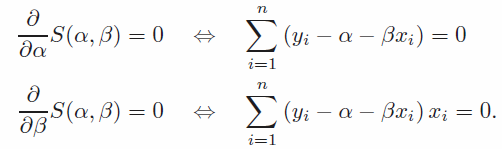 ∂/∂α S(α, β) = 0 ⇔ ∑_{i=1}^{n} (y_i − α − βx_i) = 0
∂/∂β S(α, β) = 0 ⇔ ∑_{i=1}^{n} (y_i − α − βx_i) x_i = 0.